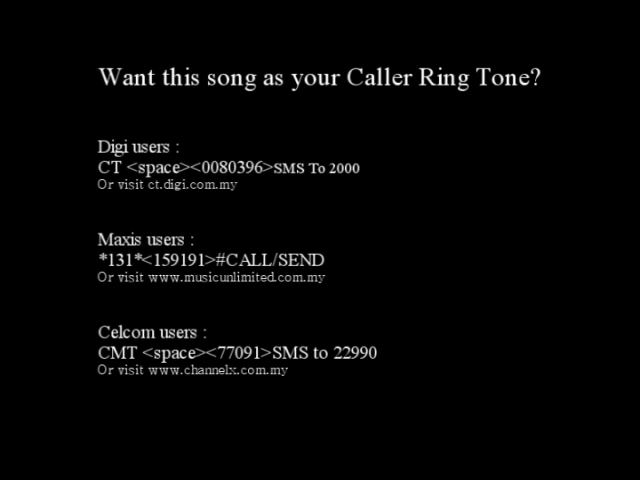 Want this song as your Caller Ring Tone?
Digi users :
CT <space><0080396>SMS To 2000
Or visit ct.digi.com.my
Maxis users :
*131*<159191>#CALL/SEND
Or visit www.musicunlimited.com.my
Celcom users :
CMT <space><77091>SMS to 22990
Or visit www.channelx.com.my